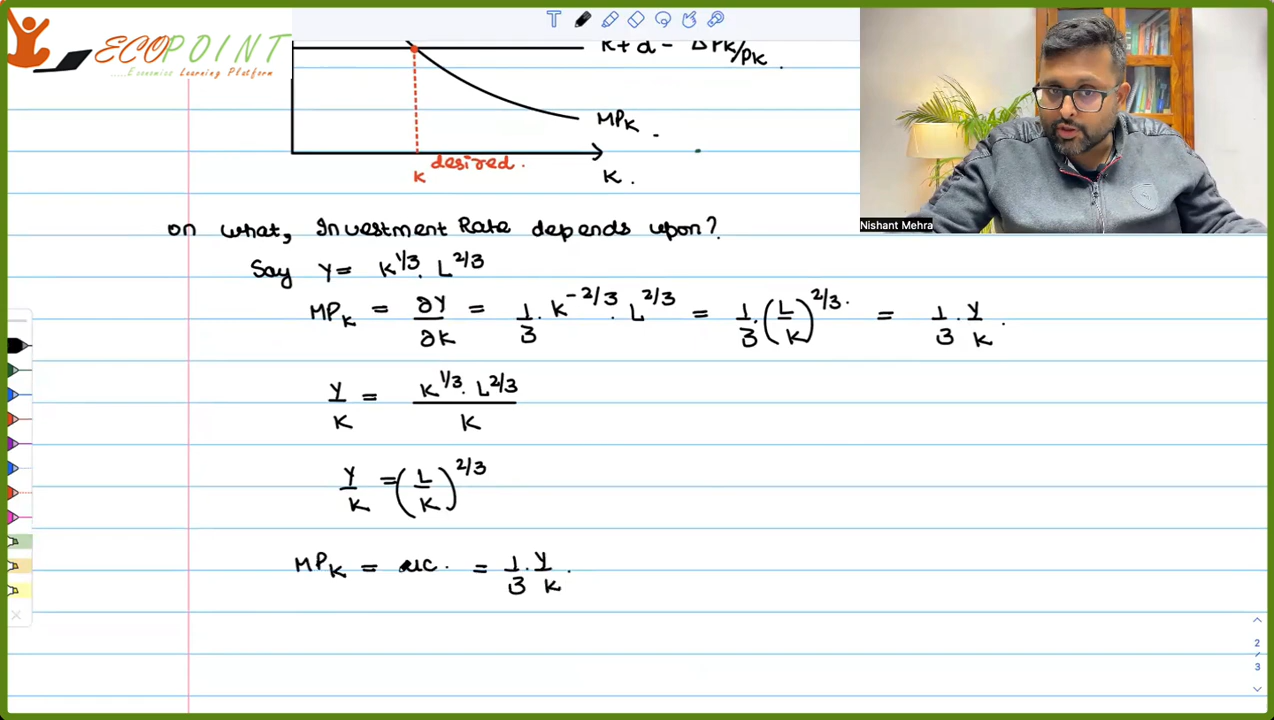 ECOPOINT
.....Economics Learning Platform
R + d - ΔPK/PK .
MPK .
K desired.
K .
on what, Investment Rate depends upon?
Say Y = K^1/3 . L^2/3
MPK = ∂Y/∂K = 1/3 . K^-2/3 . L^2/3 = 1/3 . (L/K)^2/3 . = 1/3 . Y/K .
Y/K = K^1/3 . L^2/3 / K
Y/K = (L/K)^2/3
MPK = uc . = 1/3 . Y/K .
Nishant Mehra
2
/
3